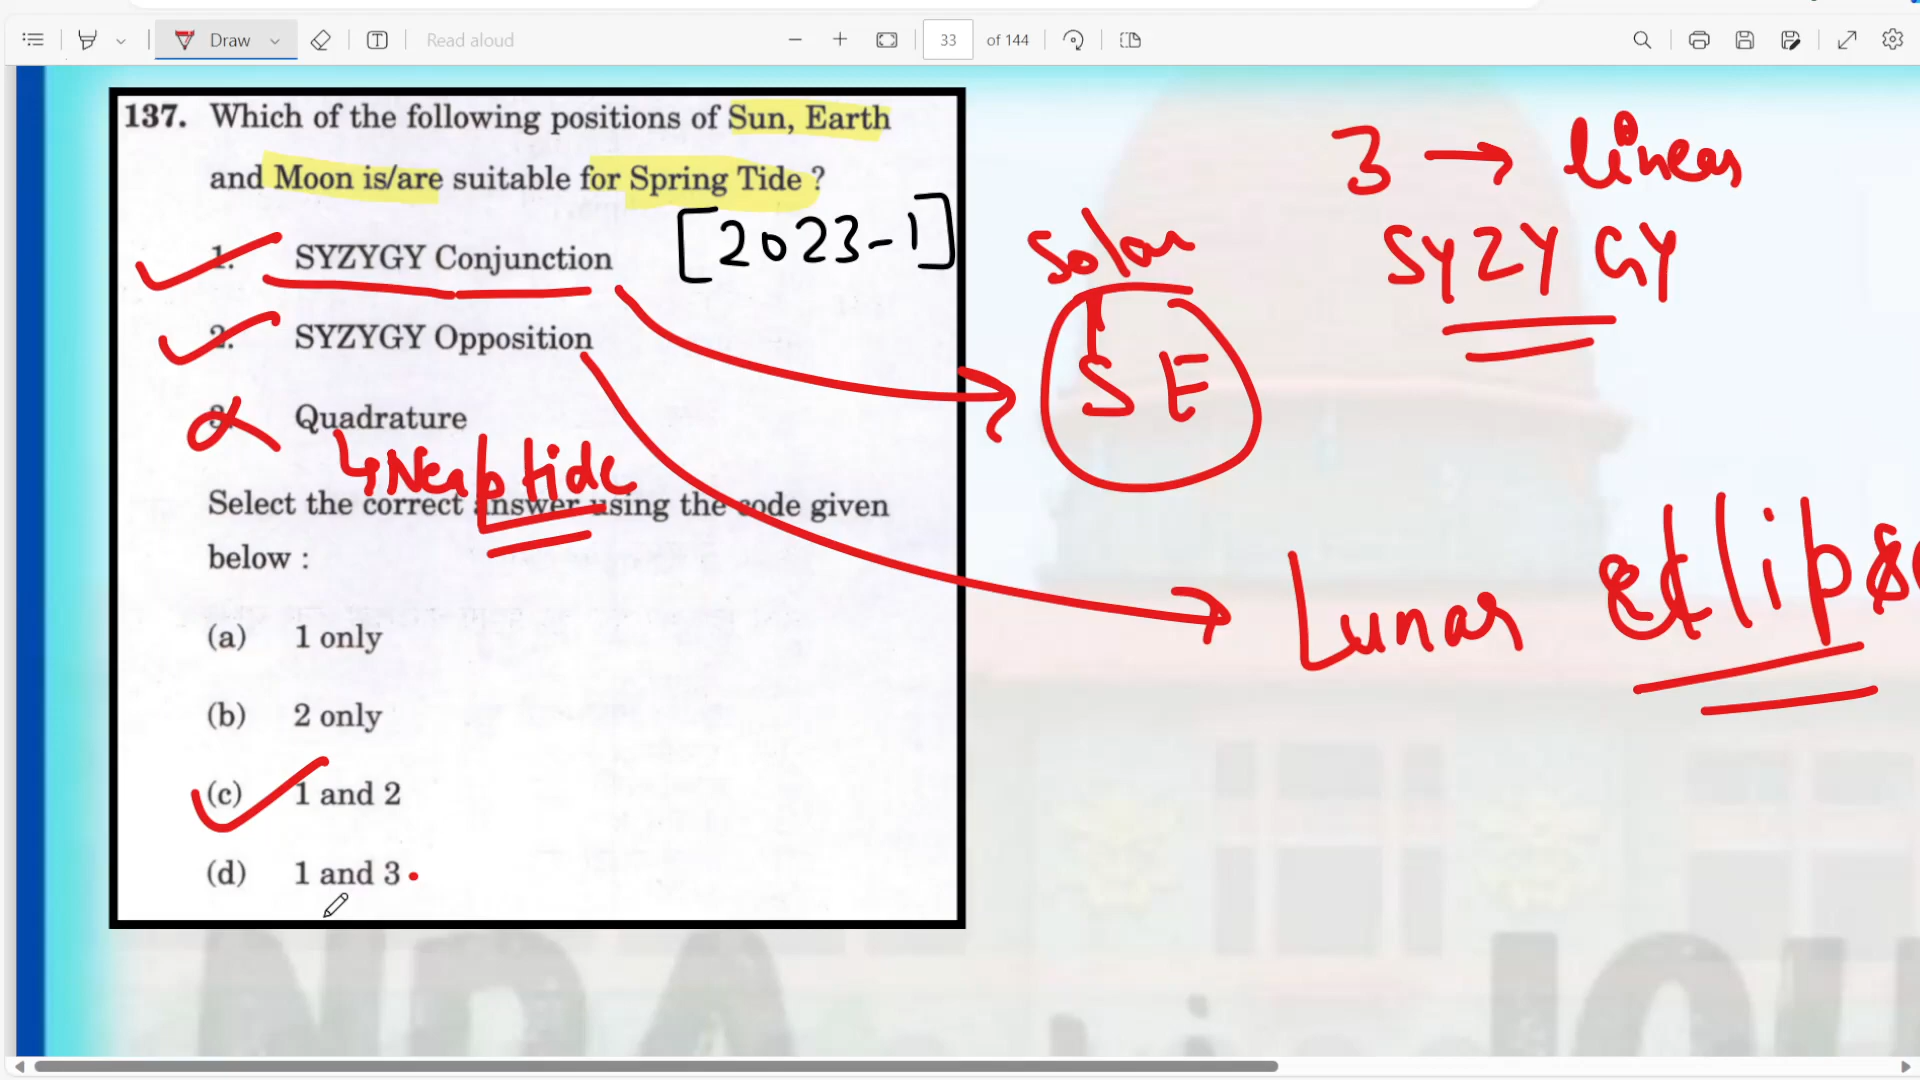 Draw
Read aloud
33 of 144
137. Which of the following positions of Sun, Earth
and Moon is/are suitable for Spring Tide ?
[2023-1]
1. SYZYGY Conjunction
2. SYZYGY Opposition
3. Quadrature
Neap tide
Select the correct answer using the code given
below :
(a) 1 only
(b) 2 only
(c) 1 and 2
(d) 1 and 3
3 → linear
SYZYGY
Solar
SE
Lunar
NDA